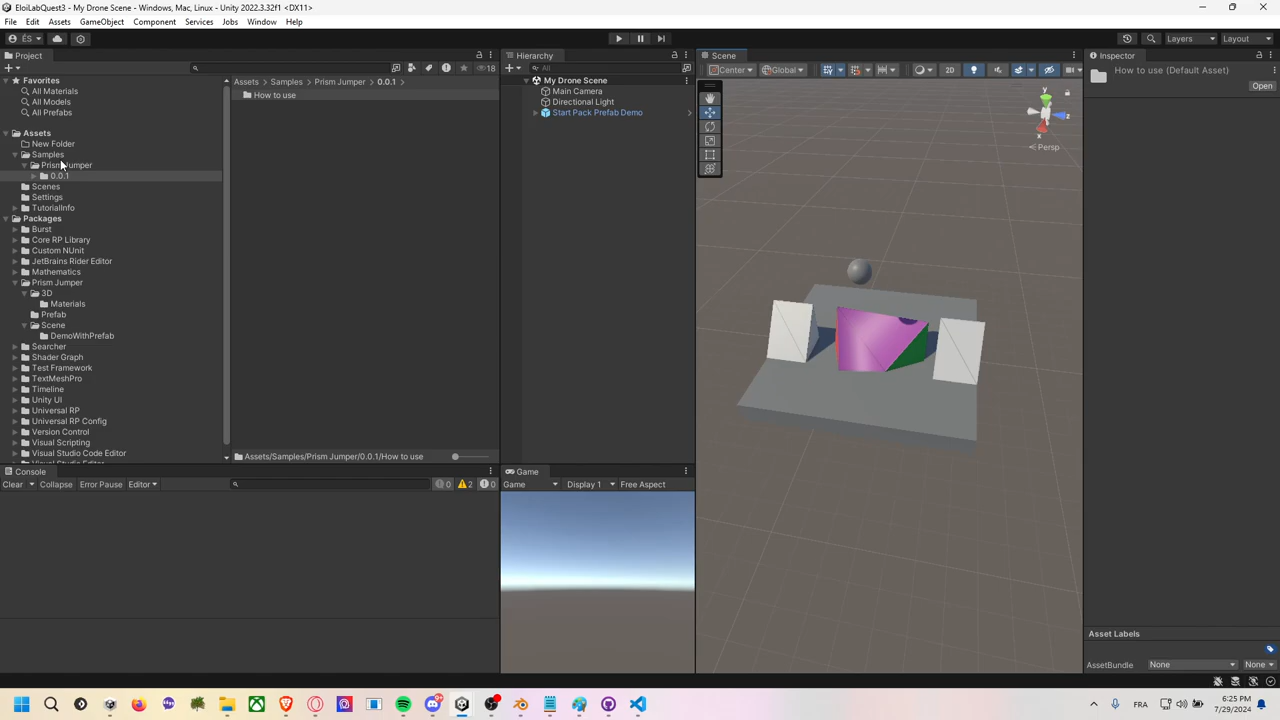 EloiLabQuest3 - My Drone Scene - Windows, Mac, Linux - Unity 2022.3.32f1 <DX11>
File Edit Assets GameObject Component Services Jobs Window Help
ÉS Layers Layout
Project
18
Favorites
All Materials
All Models
All Prefabs
Assets
New Folder
Samples
Prism Jumper
0.0.1
Scenes
Settings
TutorialInfo
Packages
Burst
Core RP Library
Custom NUnit
JetBrains Rider Editor
Mathematics
Prism Jumper
3D
Materials
Prefab
Scene
DemoWithPrefab
Searcher
Shader Graph
Test Framework
TextMeshPro
Timeline
Unity UI
Universal RP
Universal RP Config
Version Control
Visual Scripting
Visual Studio Code Editor
Assets > Samples > Prism Jumper > 0.0.1 >
How to use
Assets/Samples/Prism Jumper/0.0.1/How to use
Hierarchy
All
My Drone Scene
Main Camera
Directional Light
Start Pack Prefab Demo
Scene
Center Global 2D
y
z
x
< Persp
Inspector
How to use (Default Asset)
Open
Asset Labels
AssetBundle None None
Console
Clear Collapse Error Pause Editor 0 2 0
Game
Game Display 1 Free Aspect
9+
FRA
6:25 PM
7/29/2024